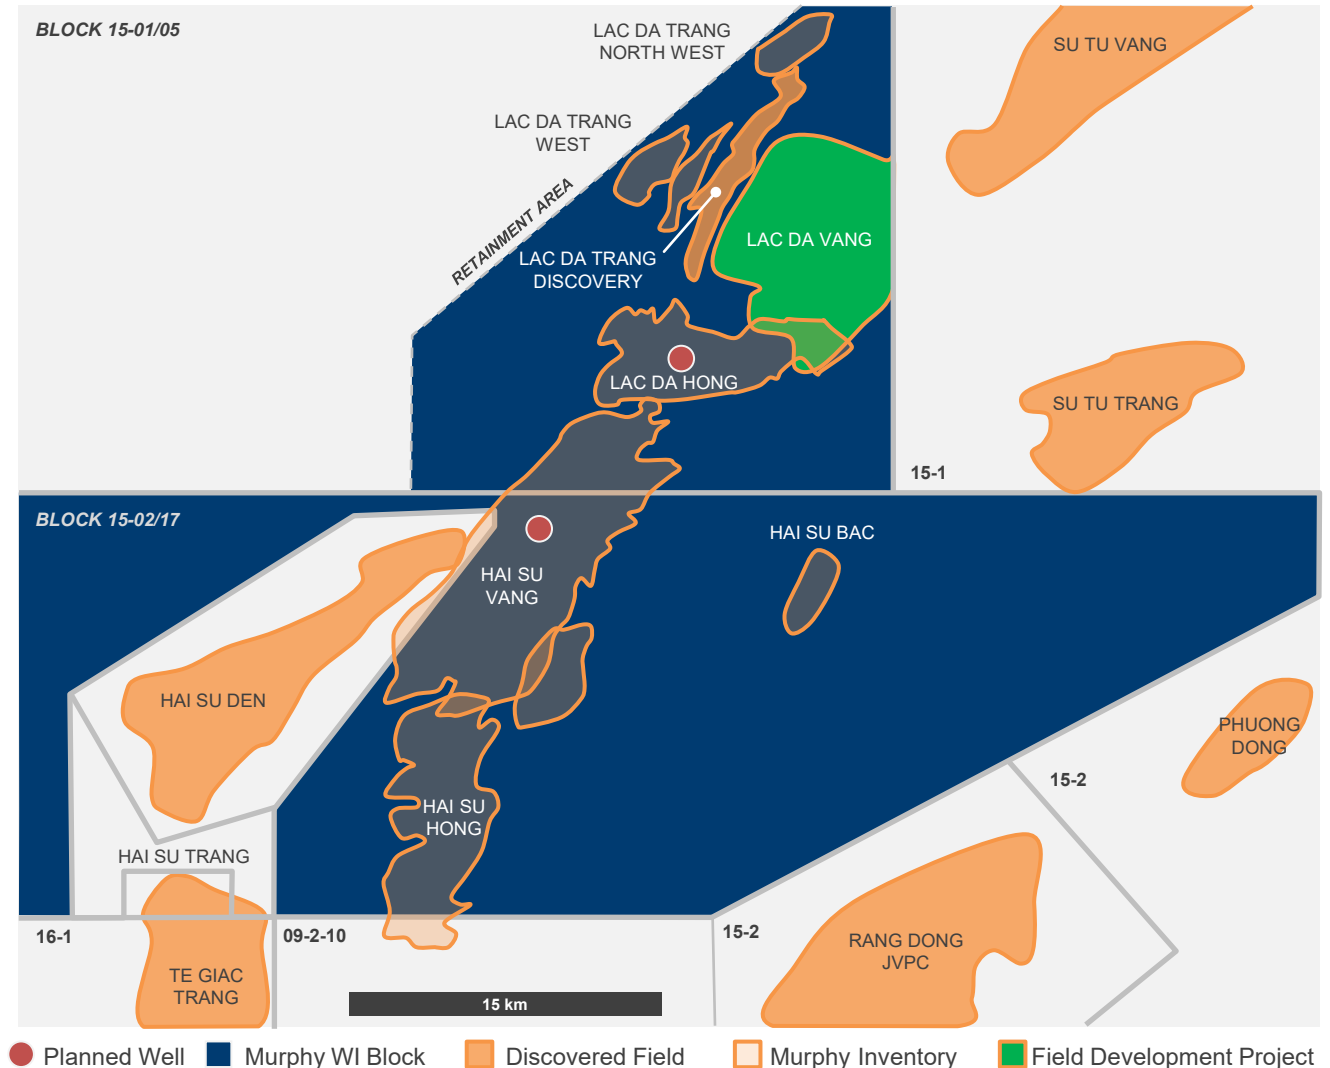 BLOCK 15-01/05
LAC DA TRANG
NORTH WEST
SU TU VANG
LAC DA TRANG
WEST
RETAINMENT AREA
LAC DA VANG
LAC DA TRANG
DISCOVERY
LAC DA HONG
SU TU TRANG
15-1
BLOCK 15-02/17
HAI SU BAC
HAI SU
VANG
HAI SU DEN
PHUONG
DONG
15-2
HAI SU
HONG
HAI SU TRANG
16-1
09-2-10
15-2
RANG DONG
JVPC
TE GIAC
TRANG
15 km
Planned Well
Murphy WI Block
Discovered Field
Murphy Inventory
Field Development Project